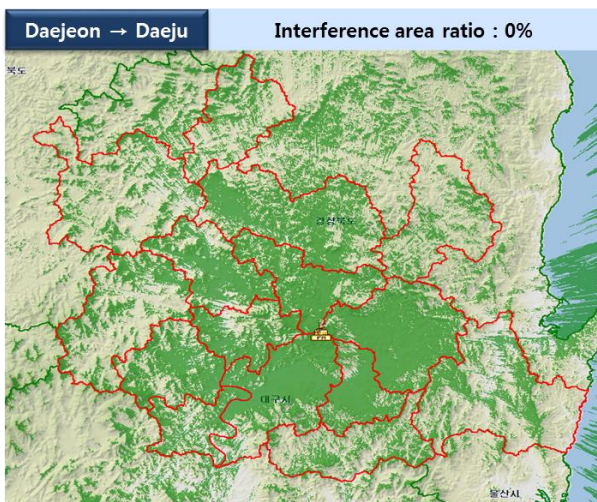 Daejeon → Daeju
Interference area ratio : 0%
북도
경상북도
대구시
울산시